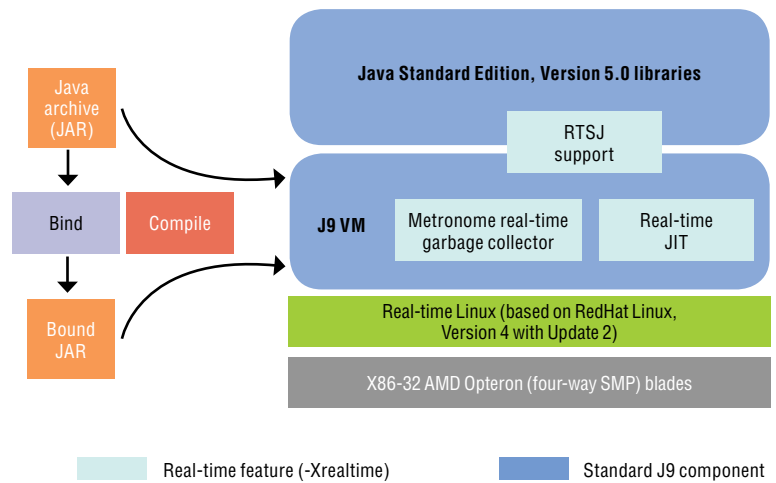 Java
archive
(JAR)
Bind
Compile
Bound
JAR
Java Standard Edition, Version 5.0 libraries
RTSJ
support
J9 VM
Metronome real-time
garbage collector
Real-time
JIT
Real-time Linux (based on RedHat Linux,
Version 4 with Update 2)
X86-32 AMD Opteron (four-way SMP) blades
Real-time feature (-Xrealtime)
Standard J9 component